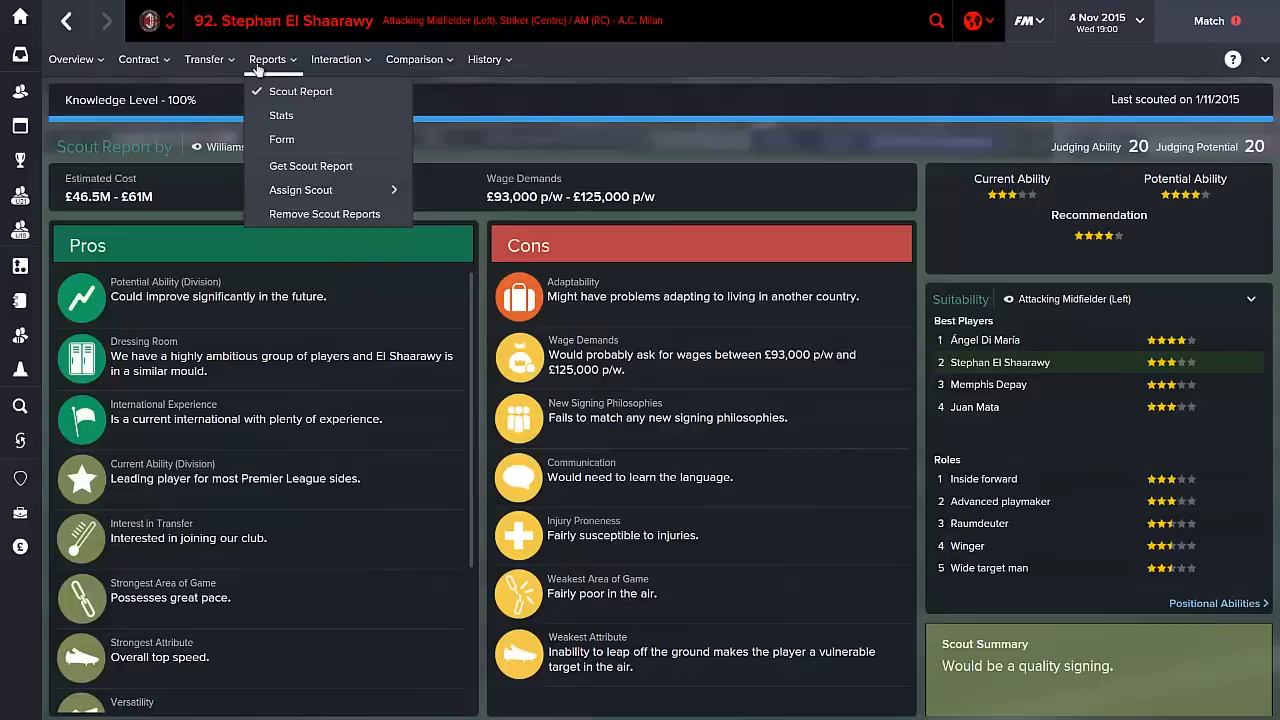 92. Stephan El Shaarawy Attacking Midfielder (Left), Striker (Centre) / AM (RC) - A.C. Milan
FM
4 Nov 2015
Wed 19:00
Match
Overview Contract Transfer Reports Interaction Comparison History
?
Knowledge Level - 100%
Last scouted on 1/11/2015
Scout Report
Stats
Form
Get Scout Report
Assign Scout
Remove Scout Reports
Scout Report by Williams
Judging Ability 20 Judging Potential 20
Estimated Cost
£46.5M - £61M
Wage Demands
£93,000 p/w - £125,000 p/w
Current Ability
Potential Ability
Recommendation
Pros
Potential Ability (Division)
Could Improve significantly in the future.
Dressing Room
We have a highly ambitious group of players and El Shaarawy is
in a similar mould.
International Experience
Is a current international with plenty of experience.
Current Ability (Division)
Leading player for most Premier League sides.
Interest in Transfer
Interested in joining our club.
Strongest Area of Game
Possesses great pace.
Strongest Attribute
Overall top speed.
Versatility
Cons
Adaptability
Might have problems adapting to living in another country.
Wage Demands
Would probably ask for wages between £93,000 p/w and
£125,000 p/w.
New Signing Philosophies
Fails to match any new signing philosophies.
Communication
Would need to learn the language.
Injury Proneness
Fairly susceptible to injuries.
Weakest Area of Game
Fairly poor in the air.
Weakest Attribute
Inability to leap off the ground makes the player a vulnerable
target in the air.
Suitability Attacking Midfielder (Left)
Best Players
1 Ángel Di María
2 Stephan El Shaarawy
3 Memphis Depay
4 Juan Mata
Roles
1 Inside forward
2 Advanced playmaker
3 Raumdeuter
4 Winger
5 Wide target man
Positional Abilities
Scout Summary
Would be a quality signing.